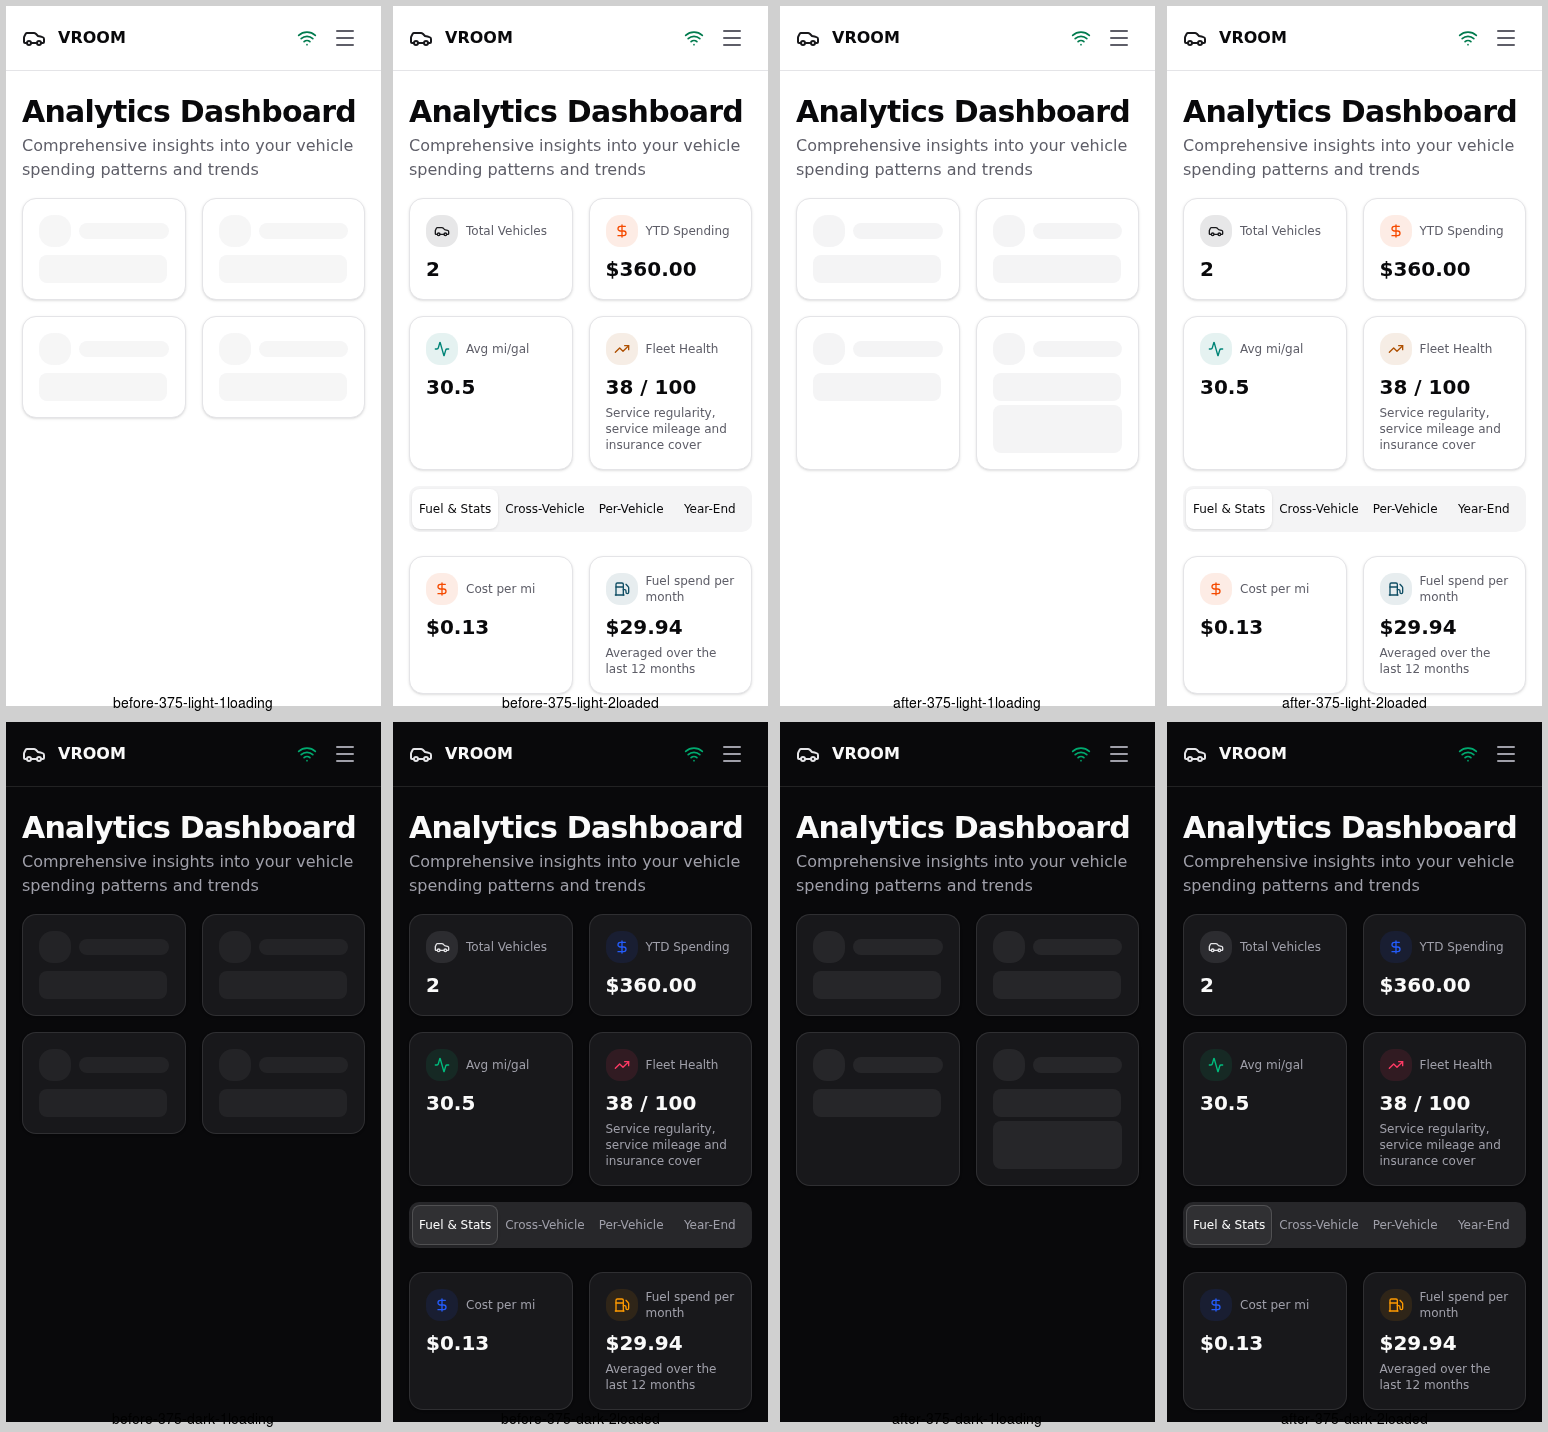 VROOM
Analytics Dashboard
Comprehensive insights into your vehicle
spending patterns and trends
before-375-light-1loading
VROOM
Analytics Dashboard
Comprehensive insights into your vehicle
spending patterns and trends
Total Vehicles
2
YTD Spending
$360.00
Avg mi/gal
30.5
Fleet Health
38 / 100
Service regularity,
service mileage and
insurance cover
Fuel & Stats Cross-Vehicle Per-Vehicle Year-End
Cost per mi
$0.13
Fuel spend per
month
$29.94
Averaged over the
last 12 months
before-375-light-2loaded
VROOM
Analytics Dashboard
Comprehensive insights into your vehicle
spending patterns and trends
after-375-light-1loading
VROOM
Analytics Dashboard
Comprehensive insights into your vehicle
spending patterns and trends
Total Vehicles
2
YTD Spending
$360.00
Avg mi/gal
30.5
Fleet Health
38 / 100
Service regularity,
service mileage and
insurance cover
Fuel & Stats Cross-Vehicle Per-Vehicle Year-End
Cost per mi
$0.13
Fuel spend per
month
$29.94
Averaged over the
last 12 months
after-375-light-2loaded
VROOM
Analytics Dashboard
Comprehensive insights into your vehicle
spending patterns and trends
before-375-dark-1loading
VROOM
Analytics Dashboard
Comprehensive insights into your vehicle
spending patterns and trends
Total Vehicles
2
YTD Spending
$360.00
Avg mi/gal
30.5
Fleet Health
38 / 100
Service regularity,
service mileage and
insurance cover
Fuel & Stats Cross-Vehicle Per-Vehicle Year-End
Cost per mi
$0.13
Fuel spend per
month
$29.94
Averaged over the
last 12 months
before-375-dark-2loaded
VROOM
Analytics Dashboard
Comprehensive insights into your vehicle
spending patterns and trends
after-375-dark-1loading
VROOM
Analytics Dashboard
Comprehensive insights into your vehicle
spending patterns and trends
Total Vehicles
2
YTD Spending
$360.00
Avg mi/gal
30.5
Fleet Health
38 / 100
Service regularity,
service mileage and
insurance cover
Fuel & Stats Cross-Vehicle Per-Vehicle Year-End
Cost per mi
$0.13
Fuel spend per
month
$29.94
Averaged over the
last 12 months
after-375-dark-2loaded